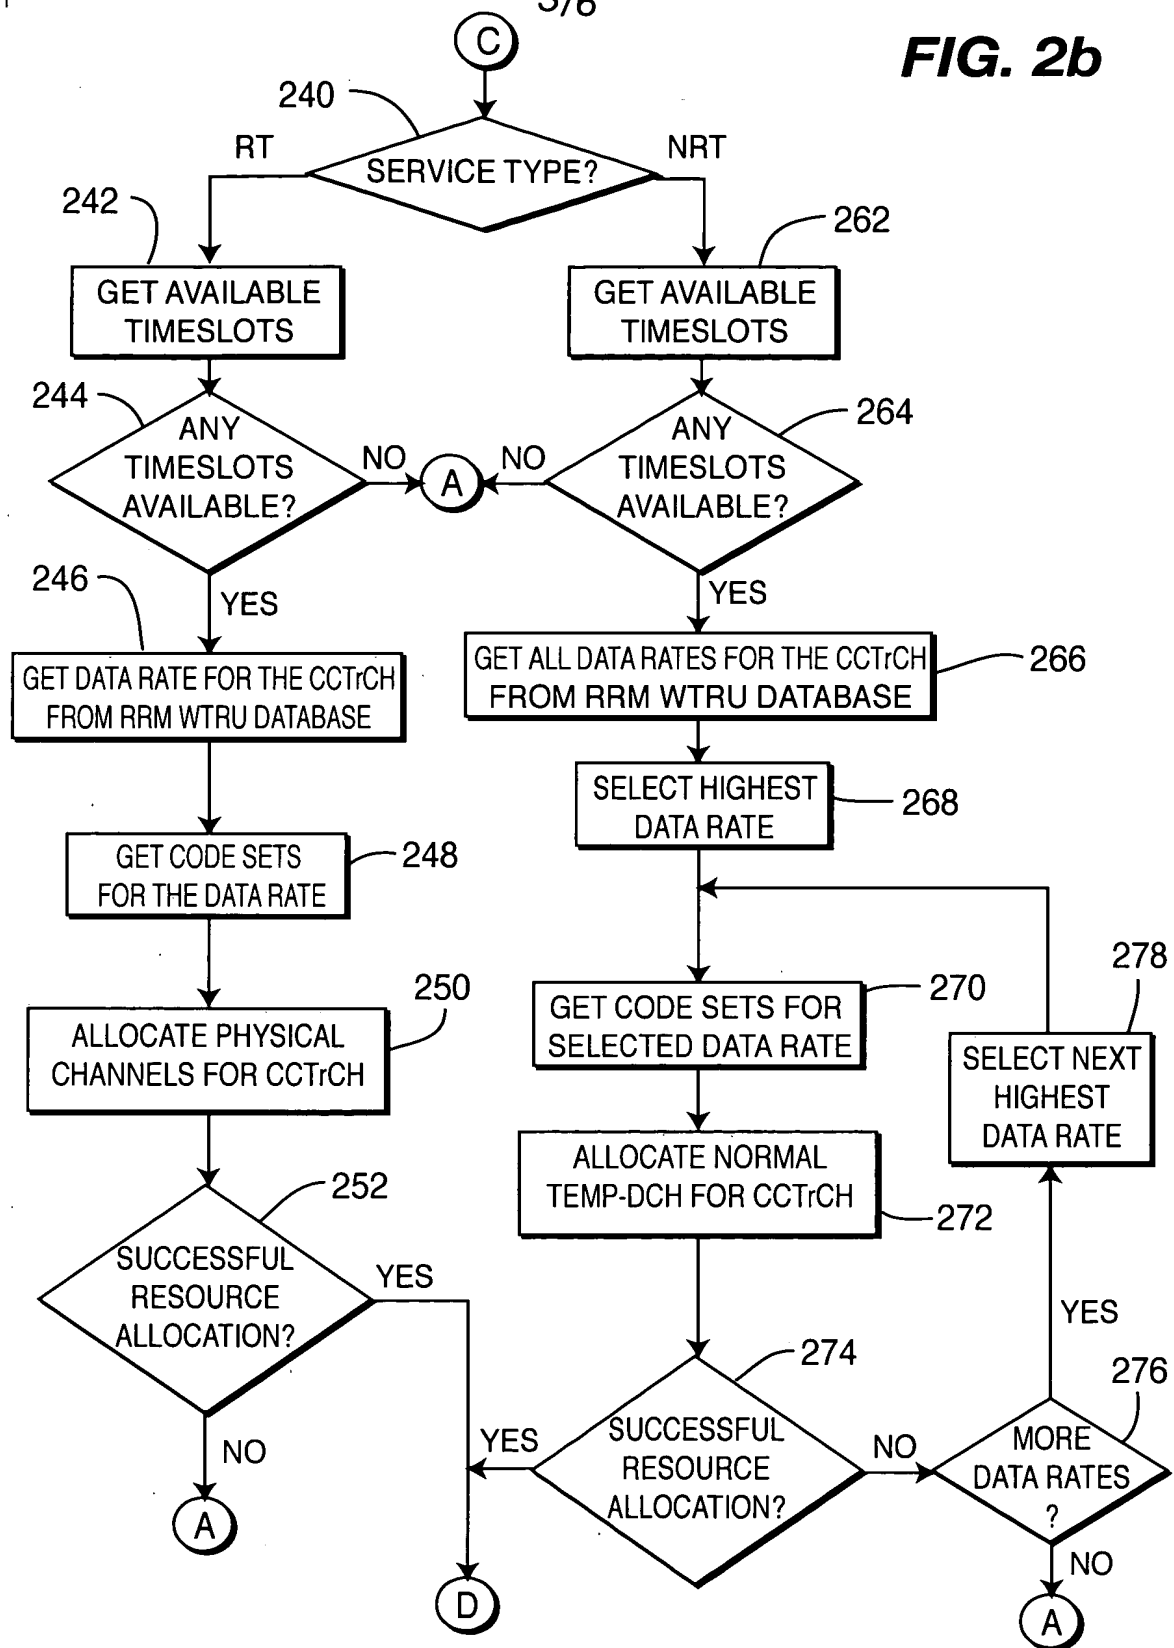 3/6
C
FIG. 2b
240
RT
SERVICE TYPE?
NRT
242
262
GET AVAILABLE
TIMESLOTS
GET AVAILABLE
TIMESLOTS
244
ANY
TIMESLOTS
AVAILABLE?
NO
A
NO
264
ANY
TIMESLOTS
AVAILABLE?
246
YES
YES
GET DATA RATE FOR THE CCTrCH
FROM RRM WTRU DATABASE
GET ALL DATA RATES FOR THE CCTrCH
FROM RRM WTRU DATABASE
266
SELECT HIGHEST
DATA RATE
268
GET CODE SETS
FOR THE DATA RATE
248
278
250
270
GET CODE SETS FOR
SELECTED DATA RATE
ALLOCATE PHYSICAL
CHANNELS FOR CCTrCH
SELECT NEXT
HIGHEST
DATA RATE
ALLOCATE NORMAL
TEMP-DCH FOR CCTrCH
272
252
SUCCESSFUL
RESOURCE
ALLOCATION?
YES
YES
274
276
SUCCESSFUL
RESOURCE
ALLOCATION?
YES
NO
MORE
DATA RATES
?
NO
A
NO
D
A